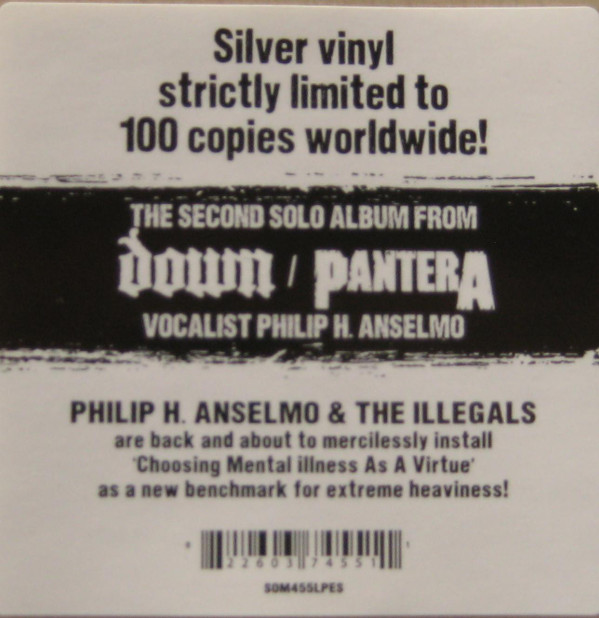 Silver vinyl
strictly limited to
100 copies worldwide!
THE SECOND SOLO ALBUM FROM
down / PANTERA
VOCALIST PHILIP H. ANSELMO
PHILIP H. ANSELMO & THE ILLEGALS
are back and about to mercilessly install
'Choosing Mental illness As A Virtue'
as a new benchmark for extreme heaviness!
22603 74551
SOM455LPES